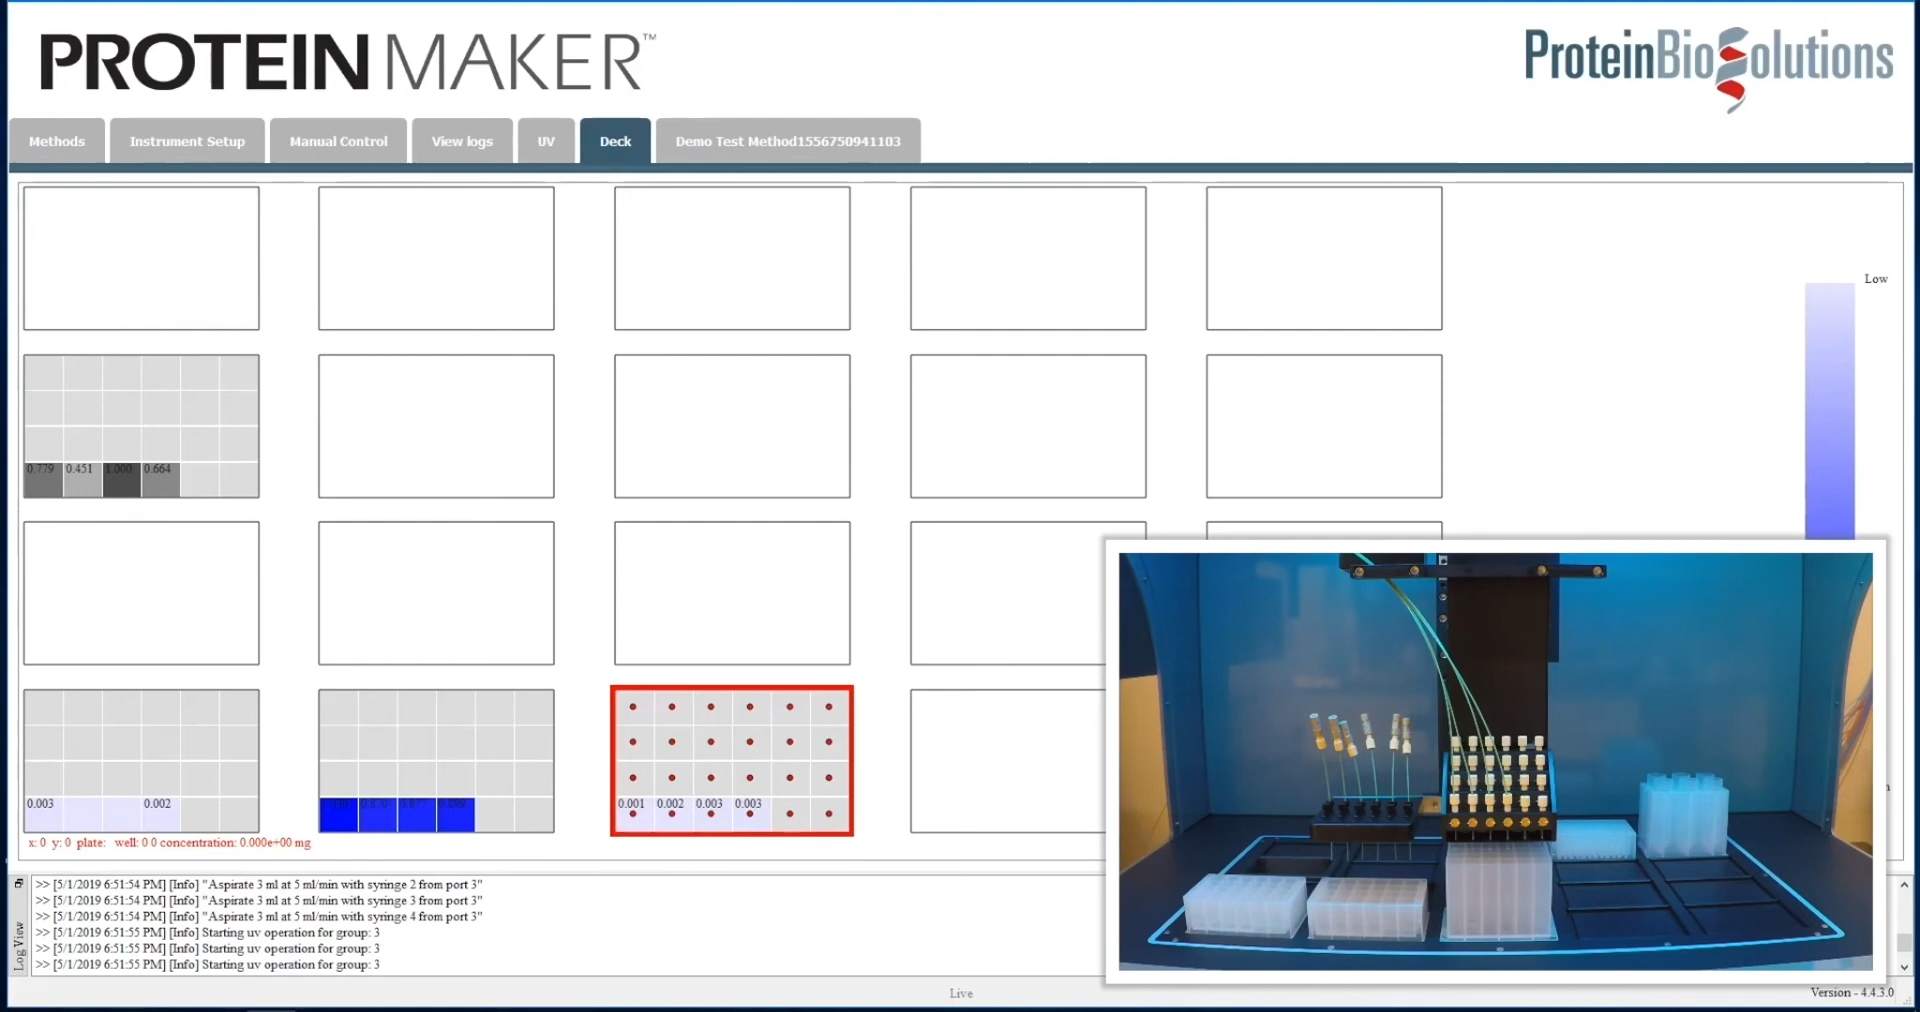 PROTEIN MAKER™
ProteinBioSolutions
Methods
Instrument Setup
Manual Control
View logs
UV
Deck
Demo Test Method1556750941103
Low
0.779 0.451 1.000 0.664
0.003 0.002
0.001 0.002 0.003 0.003
x: 0 y: 0 plate: well: 0 0 concentration: 0.000e+00 mg
Log View
>> [5/1/2019 6:51:54 PM] [Info] "Aspirate 3 ml at 5 ml/min with syringe 2 from port 3"
>> [5/1/2019 6:51:54 PM] [Info] "Aspirate 3 ml at 5 ml/min with syringe 3 from port 3"
>> [5/1/2019 6:51:54 PM] [Info] "Aspirate 3 ml at 5 ml/min with syringe 4 from port 3"
>> [5/1/2019 6:51:55 PM] [Info] Starting uv operation for group: 3
>> [5/1/2019 6:51:55 PM] [Info] Starting uv operation for group: 3
>> [5/1/2019 6:51:55 PM] [Info] Starting uv operation for group: 3
Live
Version - 4.4.3.0